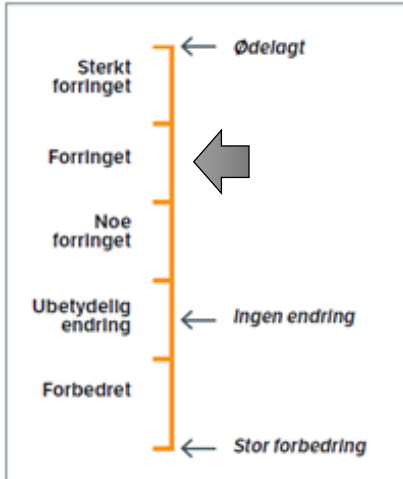 Ødelagt
Sterkt
forringet
Forringet
Noe
forringet
Ubetydelig
endring
Ingen endring
Forbedret
Stor forbedring